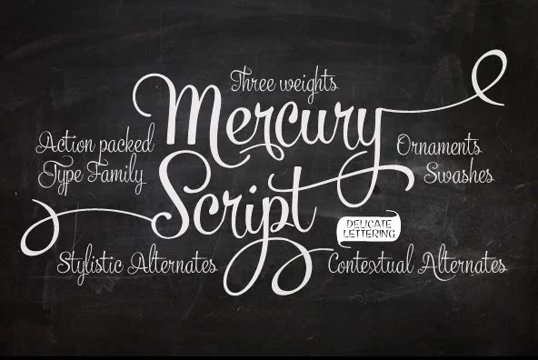 Three weights
Mercury
Action packed
Type Family
Ornaments
Swashes
Script
DELICATE
LETTERING
Stylistic Alternates
Contextual Alternates